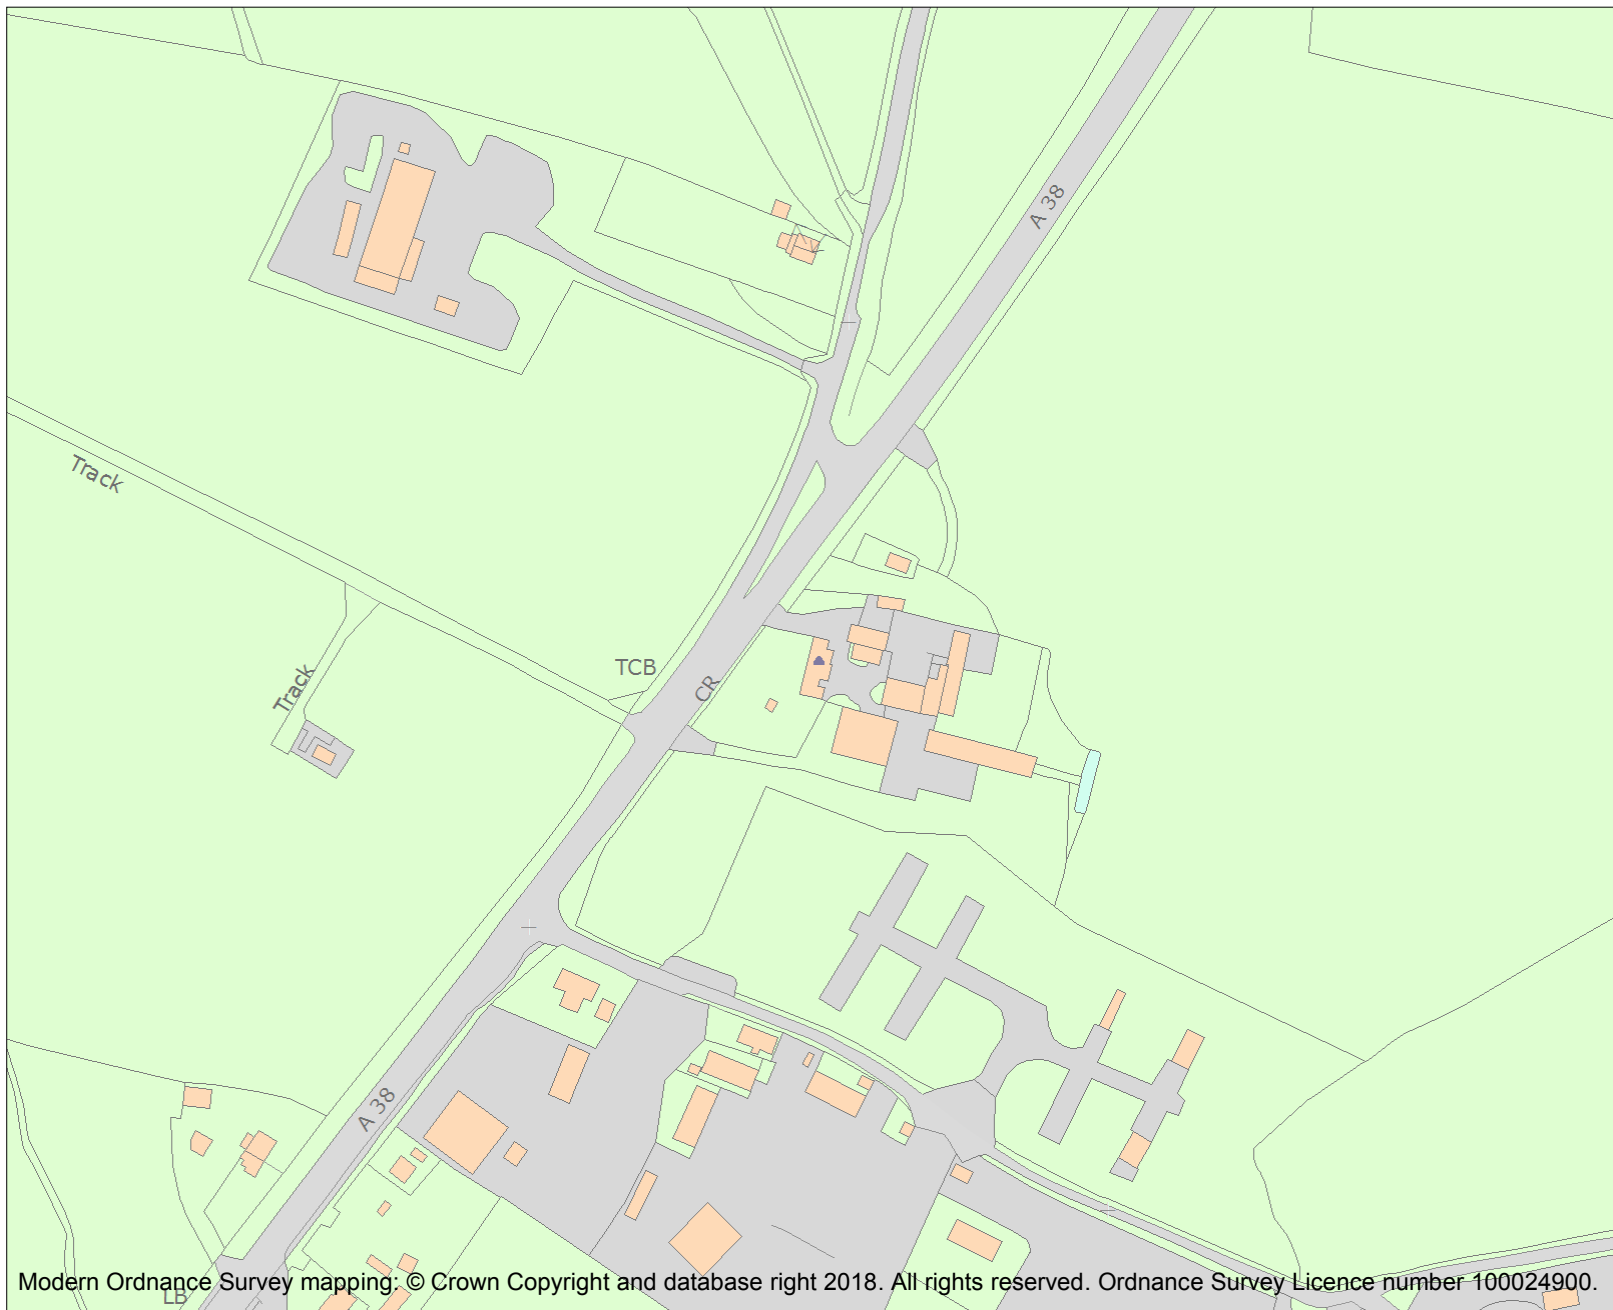 A 38
Track
TCB
CR
Track
A 38
Modern Ordnance Survey mapping: © Crown Copyright and database right 2018. All rights reserved. Ordnance Survey Licence number 100024900.
LB